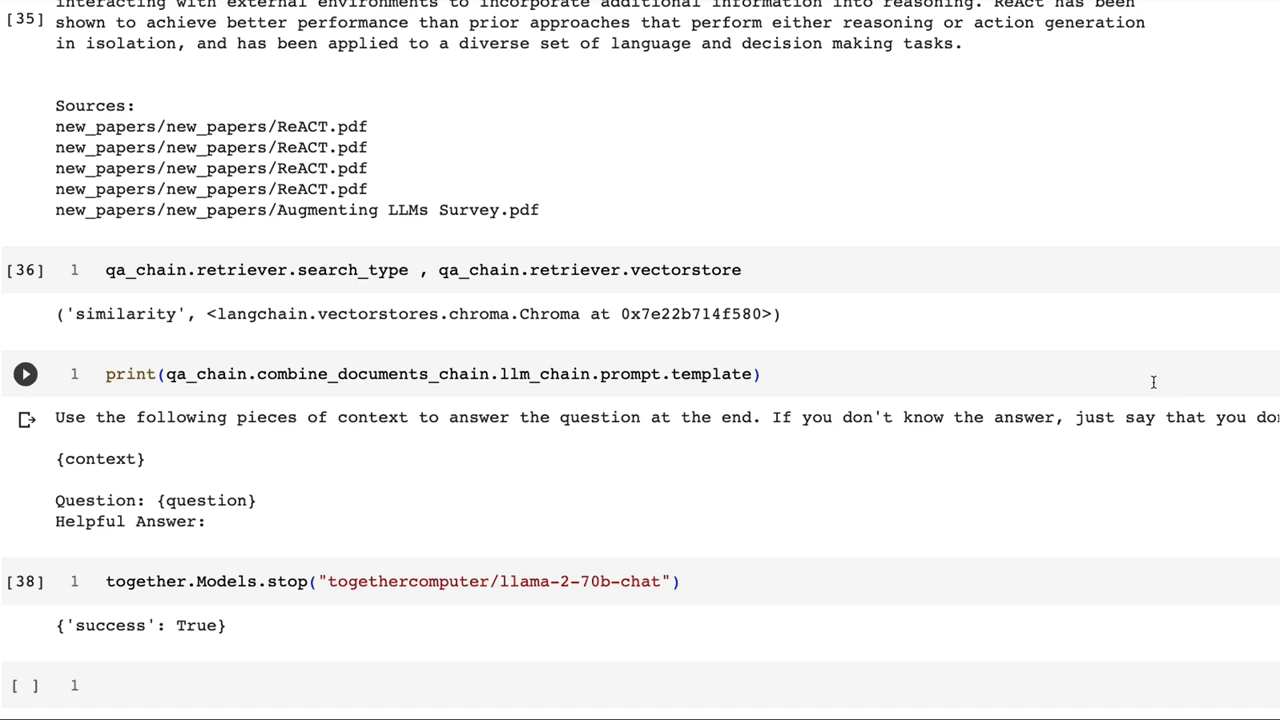 interacting with external environments to incorporate additional information into reasoning. ReAct has been
[35] shown to achieve better performance than prior approaches that perform either reasoning or action generation
in isolation, and has been applied to a diverse set of language and decision making tasks.
Sources:
new_papers/new_papers/ReACT.pdf
new_papers/new_papers/ReACT.pdf
new_papers/new_papers/ReACT.pdf
new_papers/new_papers/ReACT.pdf
new_papers/new_papers/Augmenting LLMs Survey.pdf
[36] 1 qa_chain.retriever.search_type , qa_chain.retriever.vectorstore
('similarity', <langchain.vectorstores.chroma.Chroma at 0x7e22b714f580>)
1 print(qa_chain.combine_documents_chain.llm_chain.prompt.template)
Use the following pieces of context to answer the question at the end. If you don't know the answer, just say that you
{context}
Question: {question}
Helpful Answer:
[38] 1 together.Models.stop("togethercomputer/llama-2-70b-chat")
{'success': True}
[ ] 1